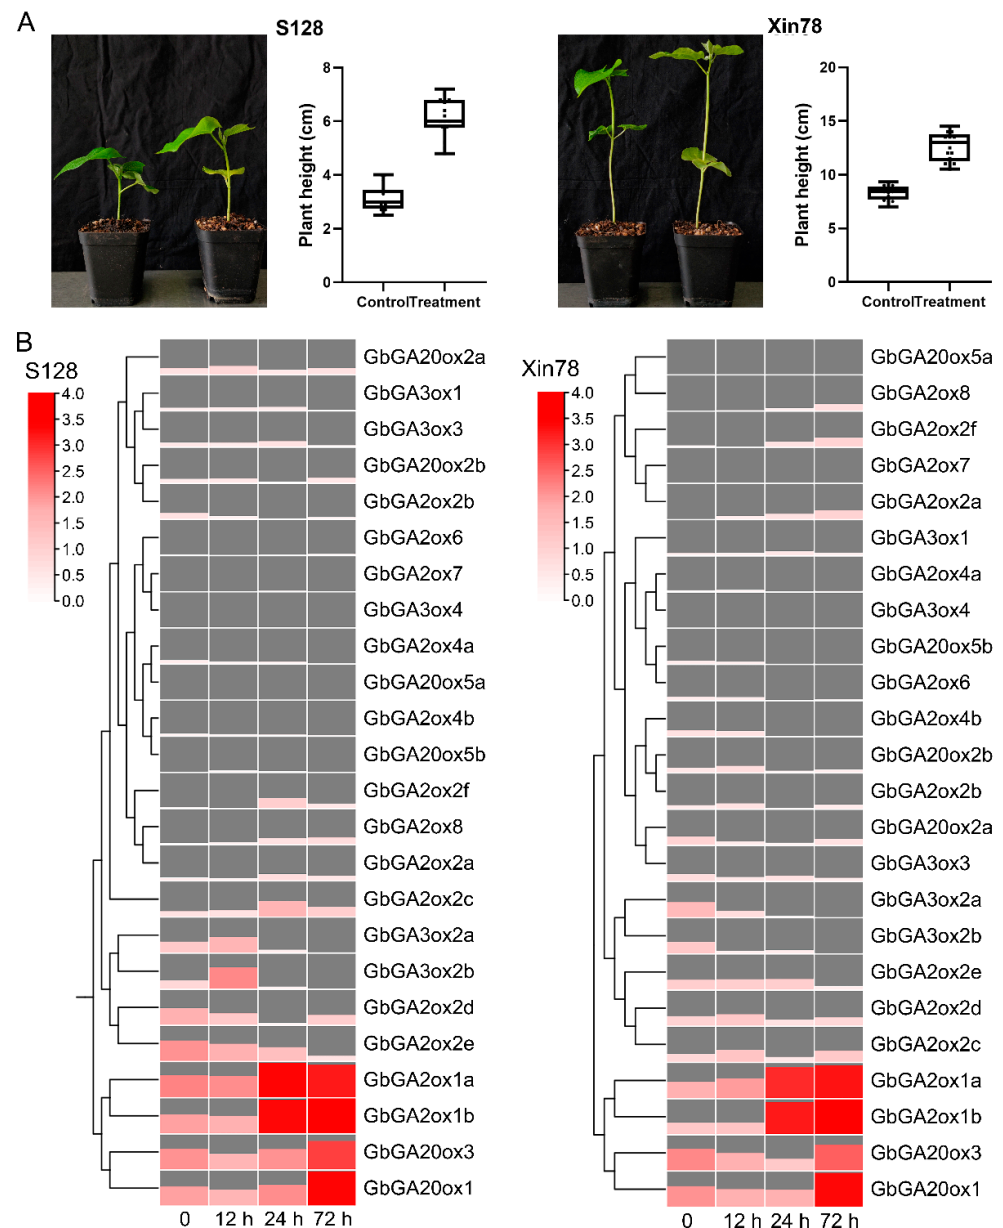 A
S128
Xin78
Plant height (cm)
8
6
4
2
0
ControlTreatment
Plant height (cm)
20
15
10
5
0
ControlTreatment
B
S128
4.0
3.5
3.0
2.5
2.0
1.5
1.0
0.5
0.0
GbGA20ox2a
GbGA3ox1
GbGA3ox3
GbGA20ox2b
GbGA2ox2b
GbGA2ox6
GbGA2ox7
GbGA3ox4
GbGA2ox4a
GbGA20ox5a
GbGA2ox4b
GbGA20ox5b
GbGA2ox2f
GbGA2ox8
GbGA2ox2a
GbGA2ox2c
GbGA3ox2a
GbGA3ox2b
GbGA2ox2d
GbGA2ox2e
GbGA2ox1a
GbGA2ox1b
GbGA20ox3
GbGA20ox1
0 12 h 24 h 72 h
Xin78
4.0
3.5
3.0
2.5
2.0
1.5
1.0
0.5
0.0
GbGA20ox5a
GbGA2ox8
GbGA2ox2f
GbGA2ox7
GbGA2ox2a
GbGA3ox1
GbGA2ox4a
GbGA3ox4
GbGA20ox5b
GbGA2ox6
GbGA2ox4b
GbGA20ox2b
GbGA2ox2b
GbGA20ox2a
GbGA3ox3
GbGA3ox2a
GbGA3ox2b
GbGA2ox2e
GbGA2ox2d
GbGA2ox2c
GbGA2ox1a
GbGA2ox1b
GbGA20ox3
GbGA20ox1
0 12 h 24 h 72 h